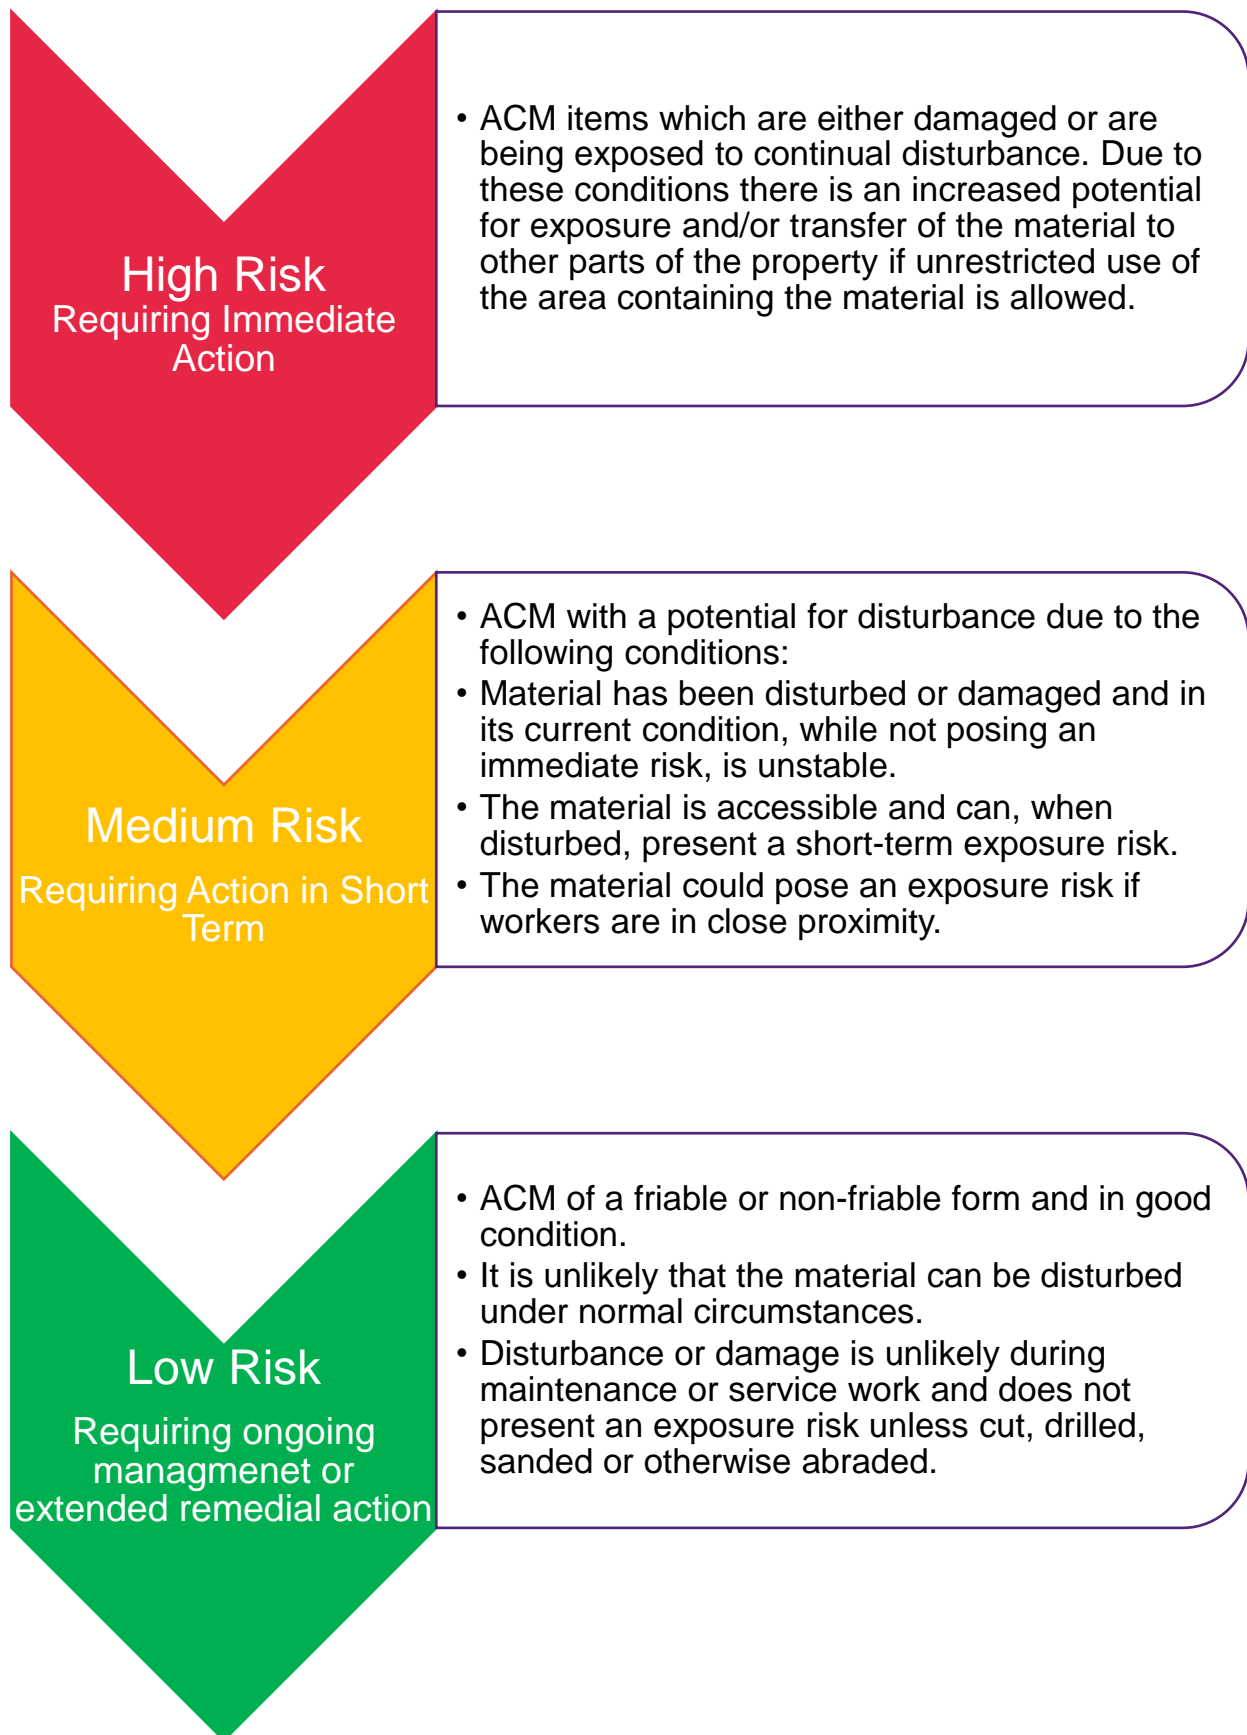 High Risk
Requiring Immediate
Action
• ACM items which are either damaged or are
being exposed to continual disturbance. Due to
these conditions there is an increased potential
for exposure and/or transfer of the material to
other parts of the property if unrestricted use of
the area containing the material is allowed.
Medium Risk
Requiring Action in Short
Term
• ACM with a potential for disturbance due to the
following conditions:
• Material has been disturbed or damaged and in
its current condition, while not posing an
immediate risk, is unstable.
• The material is accessible and can, when
disturbed, present a short-term exposure risk.
• The material could pose an exposure risk if
workers are in close proximity.
Low Risk
Requiring ongoing
managmenet or
extended remedial action
• ACM of a friable or non-friable form and in good
condition.
• It is unlikely that the material can be disturbed
under normal circumstances.
• Disturbance or damage is unlikely during
maintenance or service work and does not
present an exposure risk unless cut, drilled,
sanded or otherwise abraded.